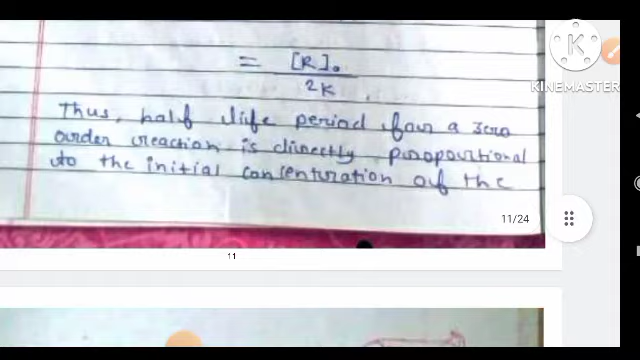 = [R]₀
2k
Thus, half life period for a zero
order reaction is directly proportional
to the initial concentration of the
11/24
11
KINEMASTER